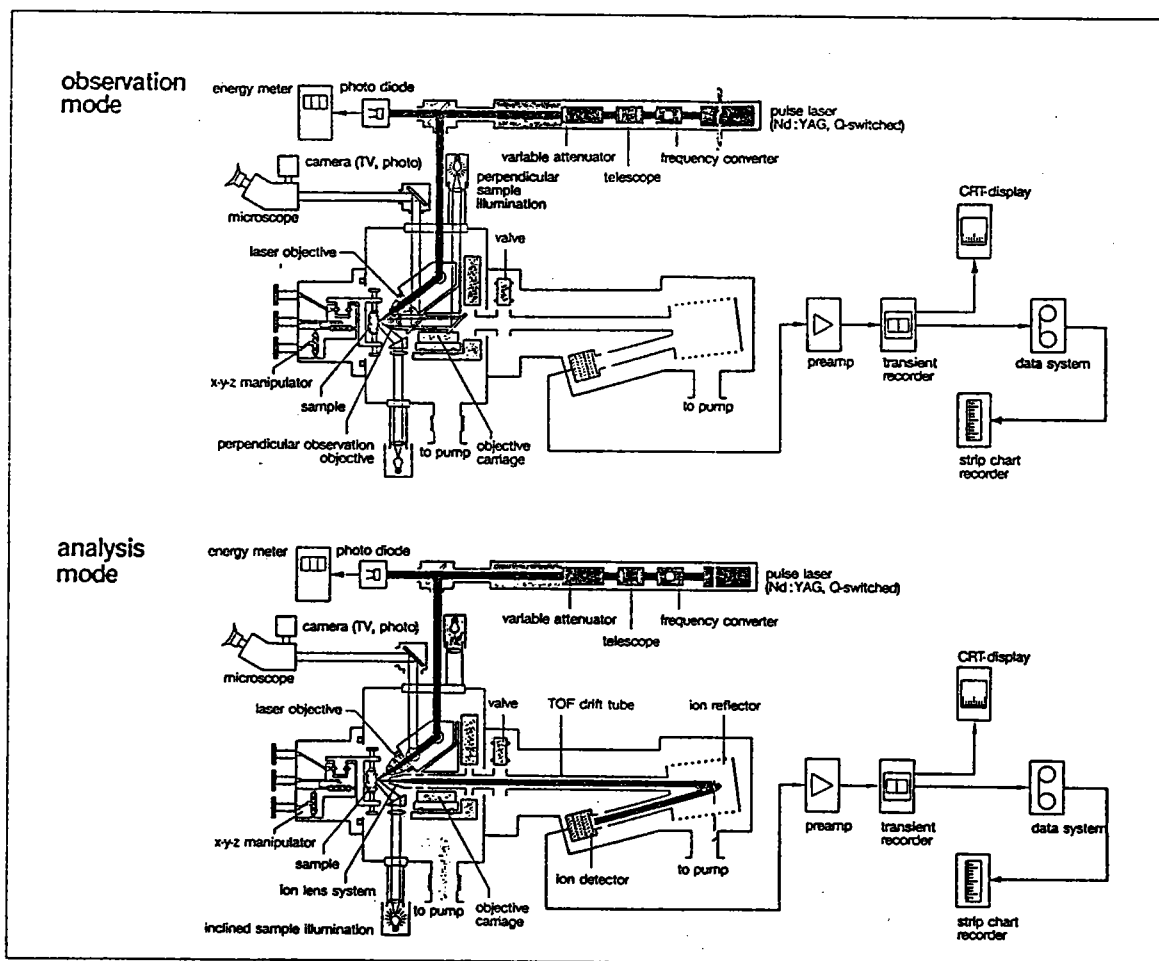 observation
mode
energy meter
photo diode
pulse laser
(Nd:YAG, Q-switched)
variable attenuator
frequency converter
telescope
camera (TV, photo)
perpendicular
sample
illumination
microscope
CRT-display
laser objective
valve
preamp
transient
recorder
data system
x-y-z manipulator
sample
to pump
perpendicular observation
objective
to pump
objective
carriage
strip chart
recorder
analysis
mode
energy meter
photo diode
pulse laser
(Nd:YAG, Q-switched)
variable attenuator
frequency converter
telescope
camera (TV, photo)
microscope
CRT-display
laser objective
valve
TOF drift tube
ion reflector
preamp
transient
recorder
data system
x-y-z manipulator
sample
ion lens system
ion detector
to pump
to pump
objective
carriage
inclined sample illumination
strip chart
recorder